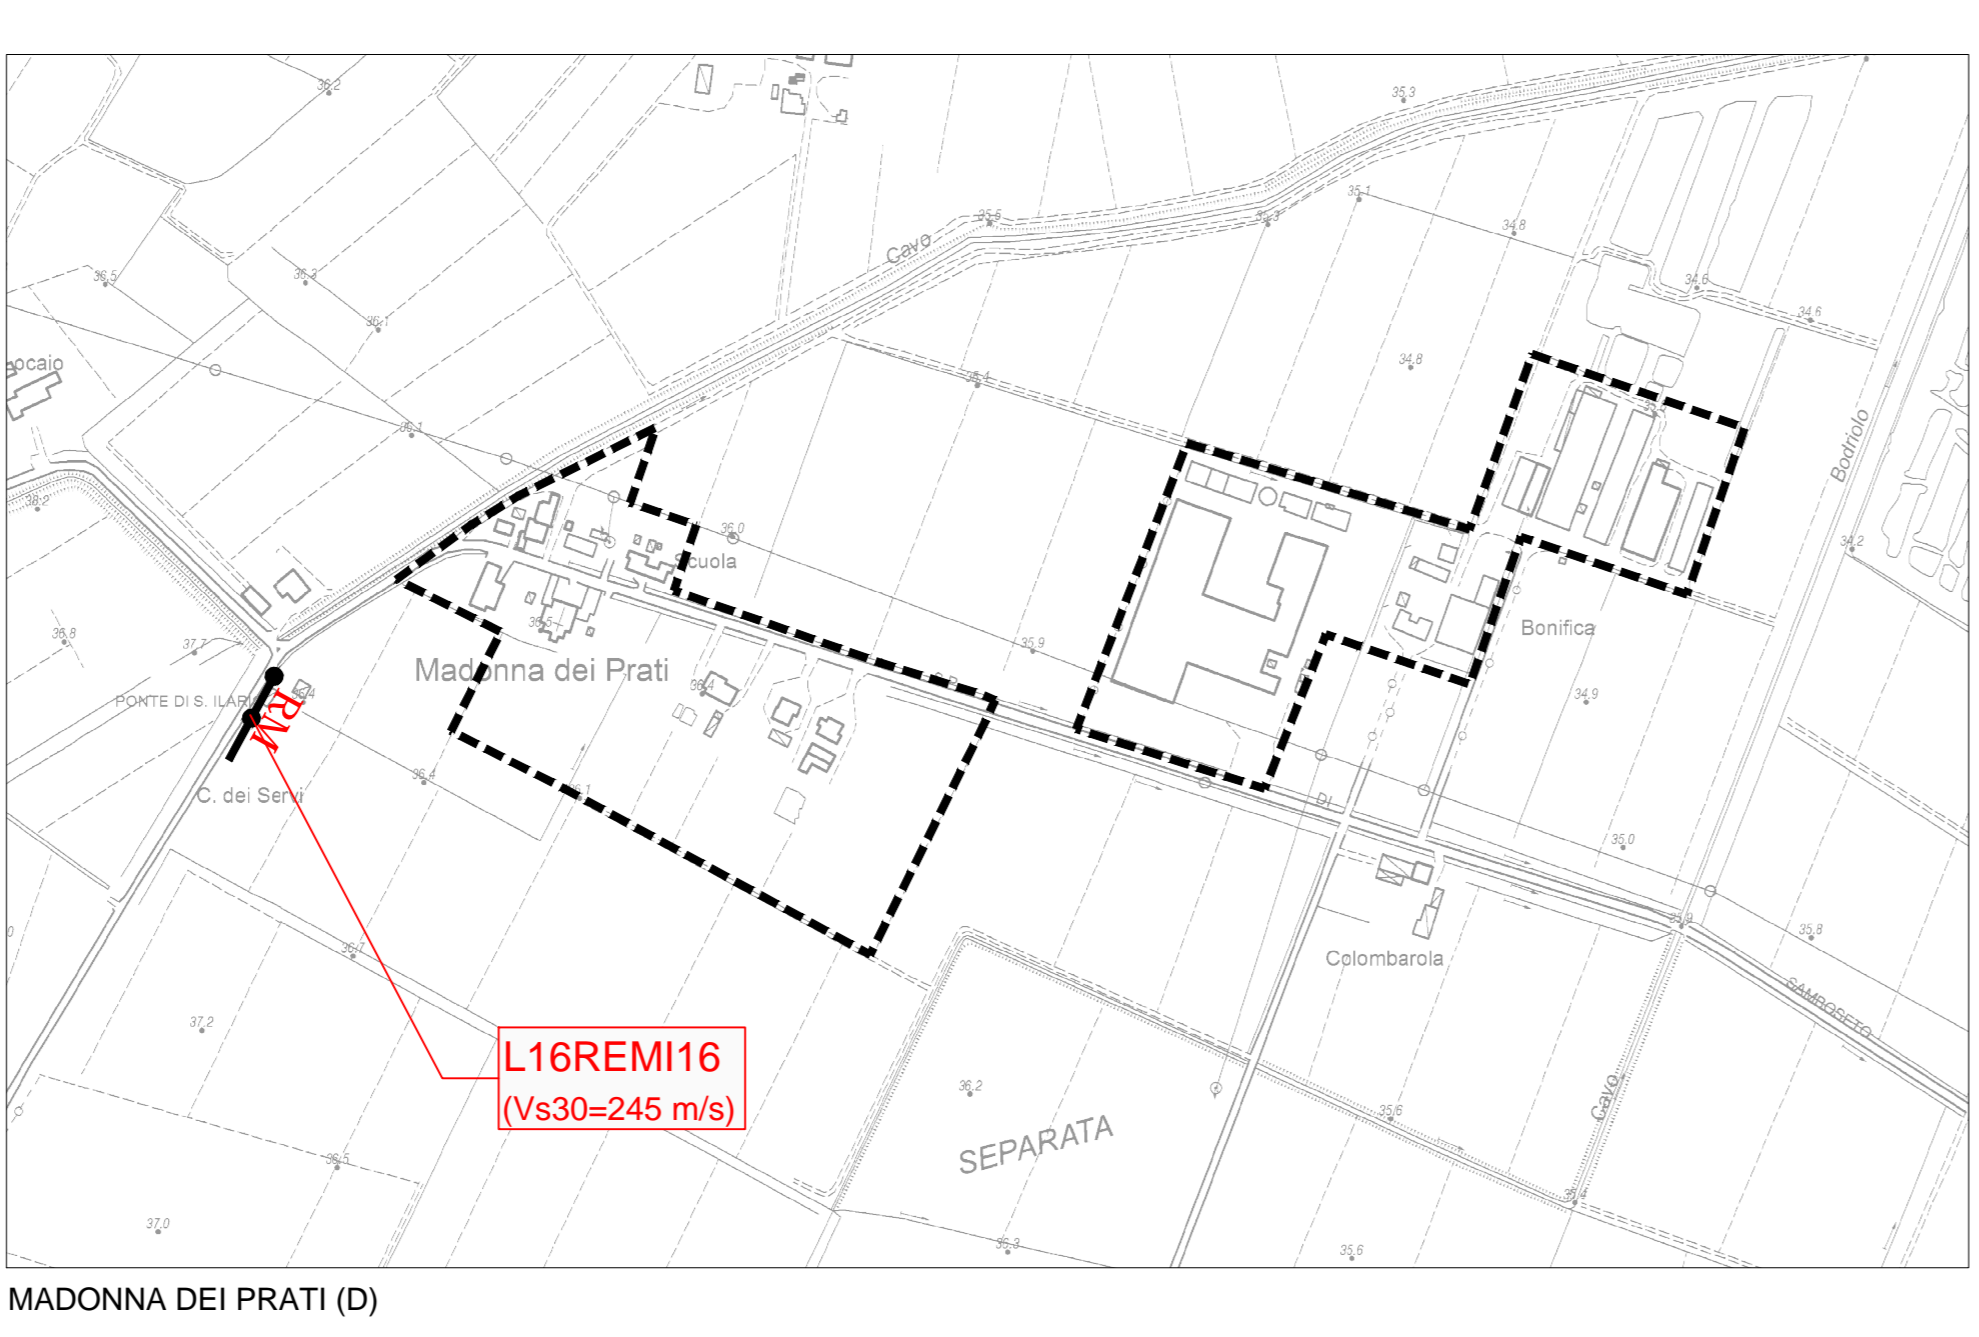 36.2
35.3
35.1
35.5
35.3
34.8
Cavo
36.5
36.3
34.6
34.6
36.1
ocaio
34.8
35.4
36.1
Bodriolo
38.2
36.0
34.2
Scuola
36.8
37.7
36.5
35.9
Bonifica
Madonna dei Prati
36.4
34.9
PONTE DI S. ILARIO
RM
36.4
C. dei Servi
DI
35.0
36.7
35.8
Colombarola
SAMBOSETO
37.2
L16REMI16
(Vs30=245 m/s)
36.2
35.6
Cavo
SEPARATA
36.5
35.4
37.0
36.3
35.6
MADONNA DEI PRATI (D)